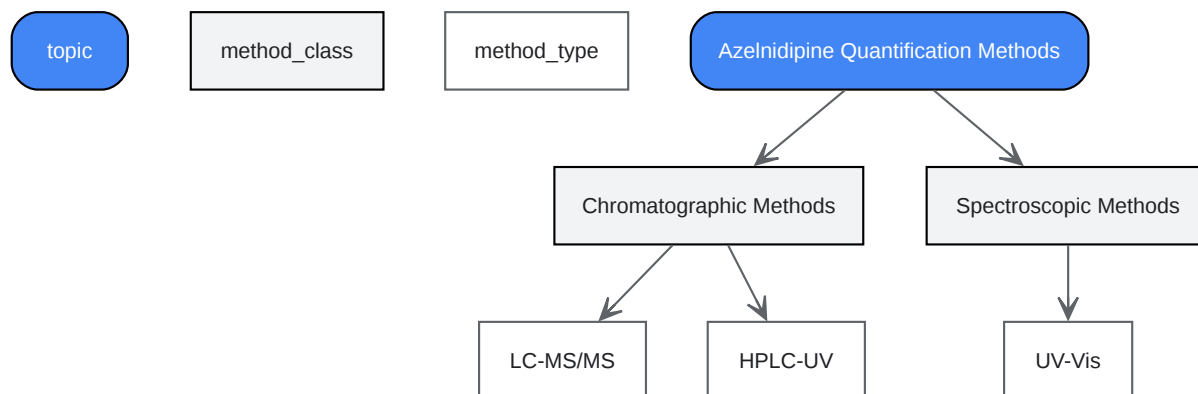 topic
method_class
method_type
Azelnidipine Quantification Methods
Chromatographic Methods
Spectroscopic Methods
LC-MS/MS
HPLC-UV
UV-Vis